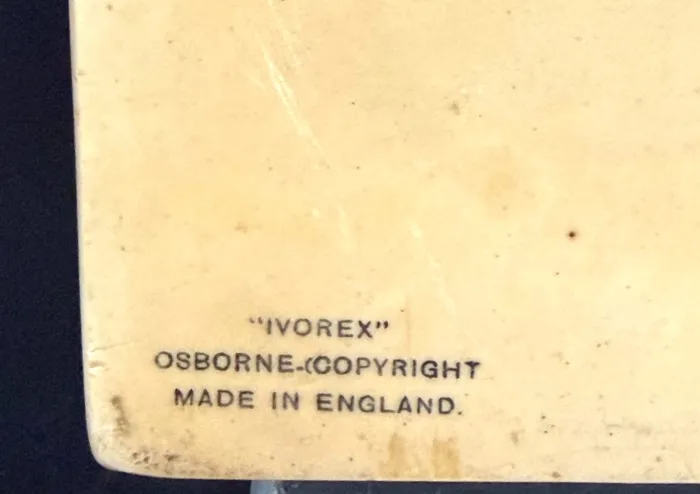 "IVOREX"
OSBORNE-(COPYRIGHT
MADE IN ENGLAND.